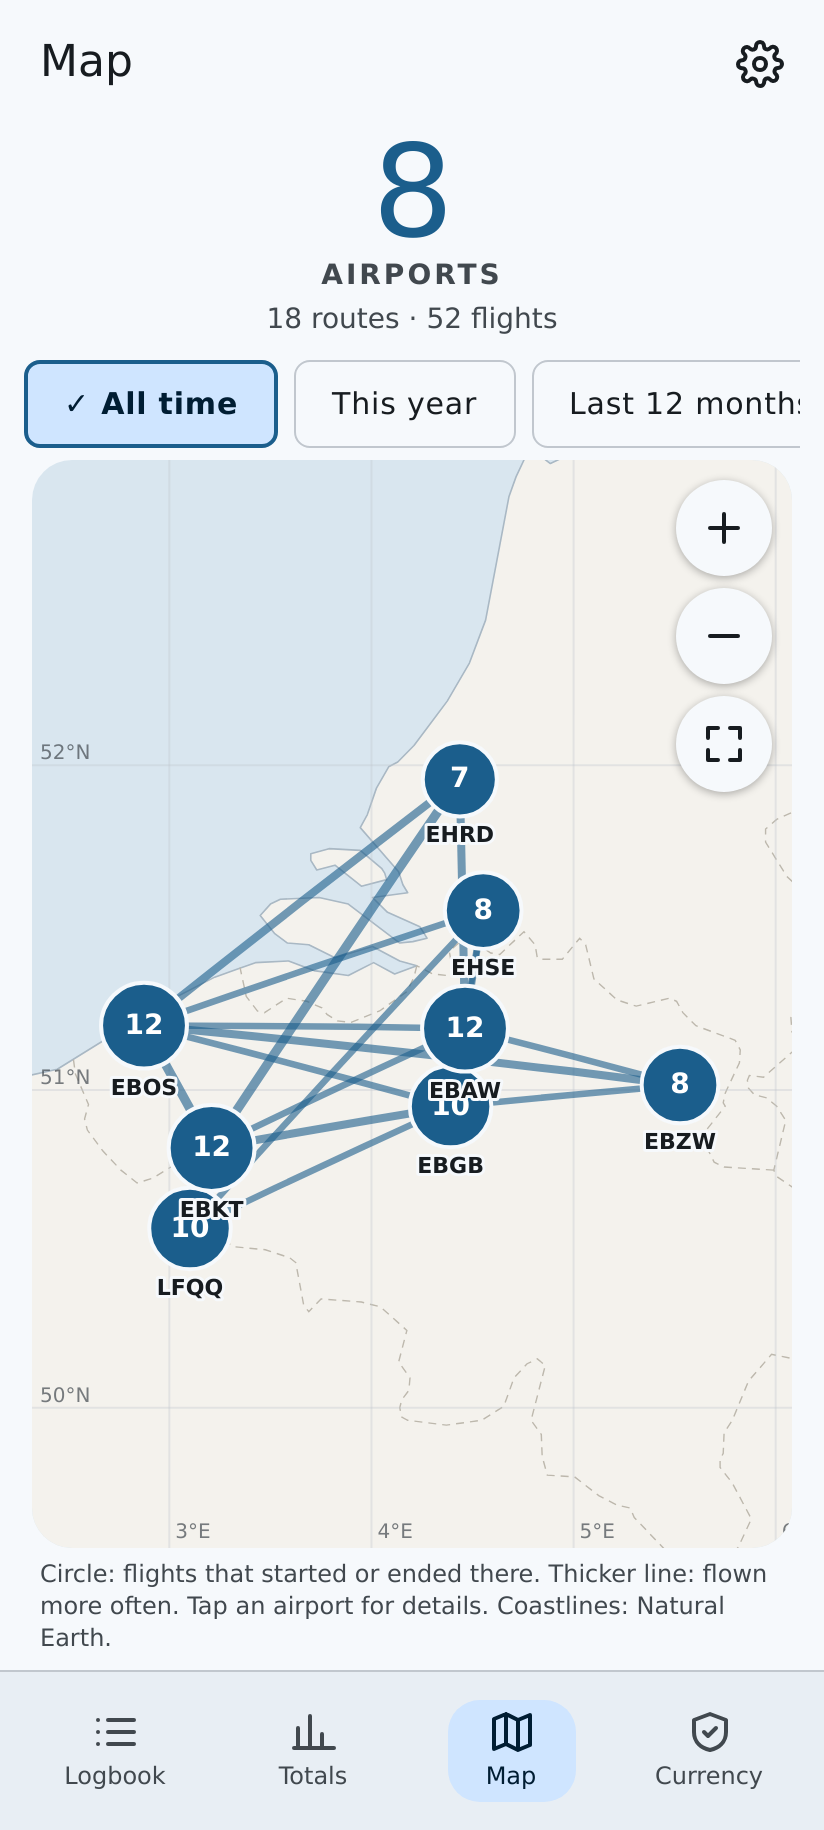 Map
8
AIRPORTS
18 routes · 52 flights
✓ All time
This year
Last 12 months
52°N
7
EHRD
8
EHSE
12
EBOS
12
EBAW
51°N
8
EBZW
10
EBGB
12
EBKT
10
LFQQ
50°N
3°E
4°E
5°E
Circle: flights that started or ended there. Thicker line: flown
more often. Tap an airport for details. Coastlines: Natural
Earth.
Logbook
Totals
Map
Currency